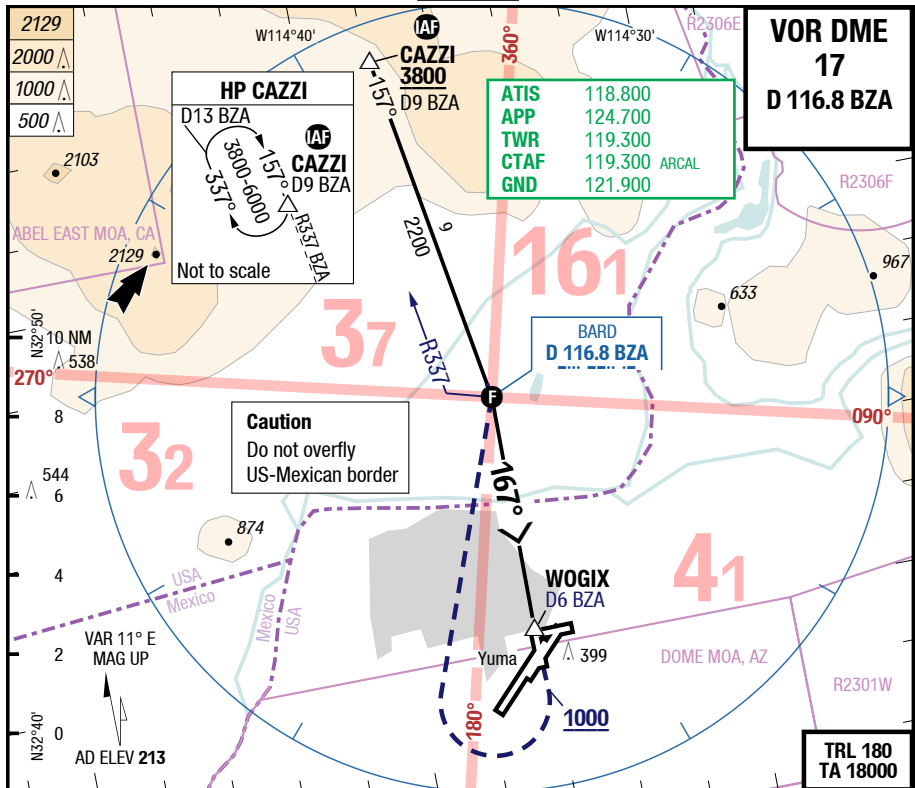 2129
2000
1000
500
W114°40'
IAF
CAZZI
3800
D9 BZA
360°
W114°30'
R2306E
VOR DME
17
D 116.8 BZA
HP CAZZI
D13 BZA
IAF
CAZZI
D9 BZA
157°
3800-6000
337°
R337 BZA
Not to scale
157°
ATIS 118.800
APP 124.700
TWR 119.300
CTAF 119.300 ARCAL
GND 121.900
2103
R2306F
ABEL EAST MOA, CA
2129
9
2200
161
967
633
N32°50'
10 NM
538
37
R337
BARD
D 116.8 BZA
270°
F
090°
8
Caution
Do not overfly
US-Mexican border
32
544
6
167°
874
4
USA
Mexico
Mexico
USA
WOGIX
D6 BZA
41
VAR 11° E
MAG UP
2
Yuma
399
DOME MOA, AZ
R2301W
180°
1000
N32°40'
0
AD ELEV 213
TRL 180
TA 18000